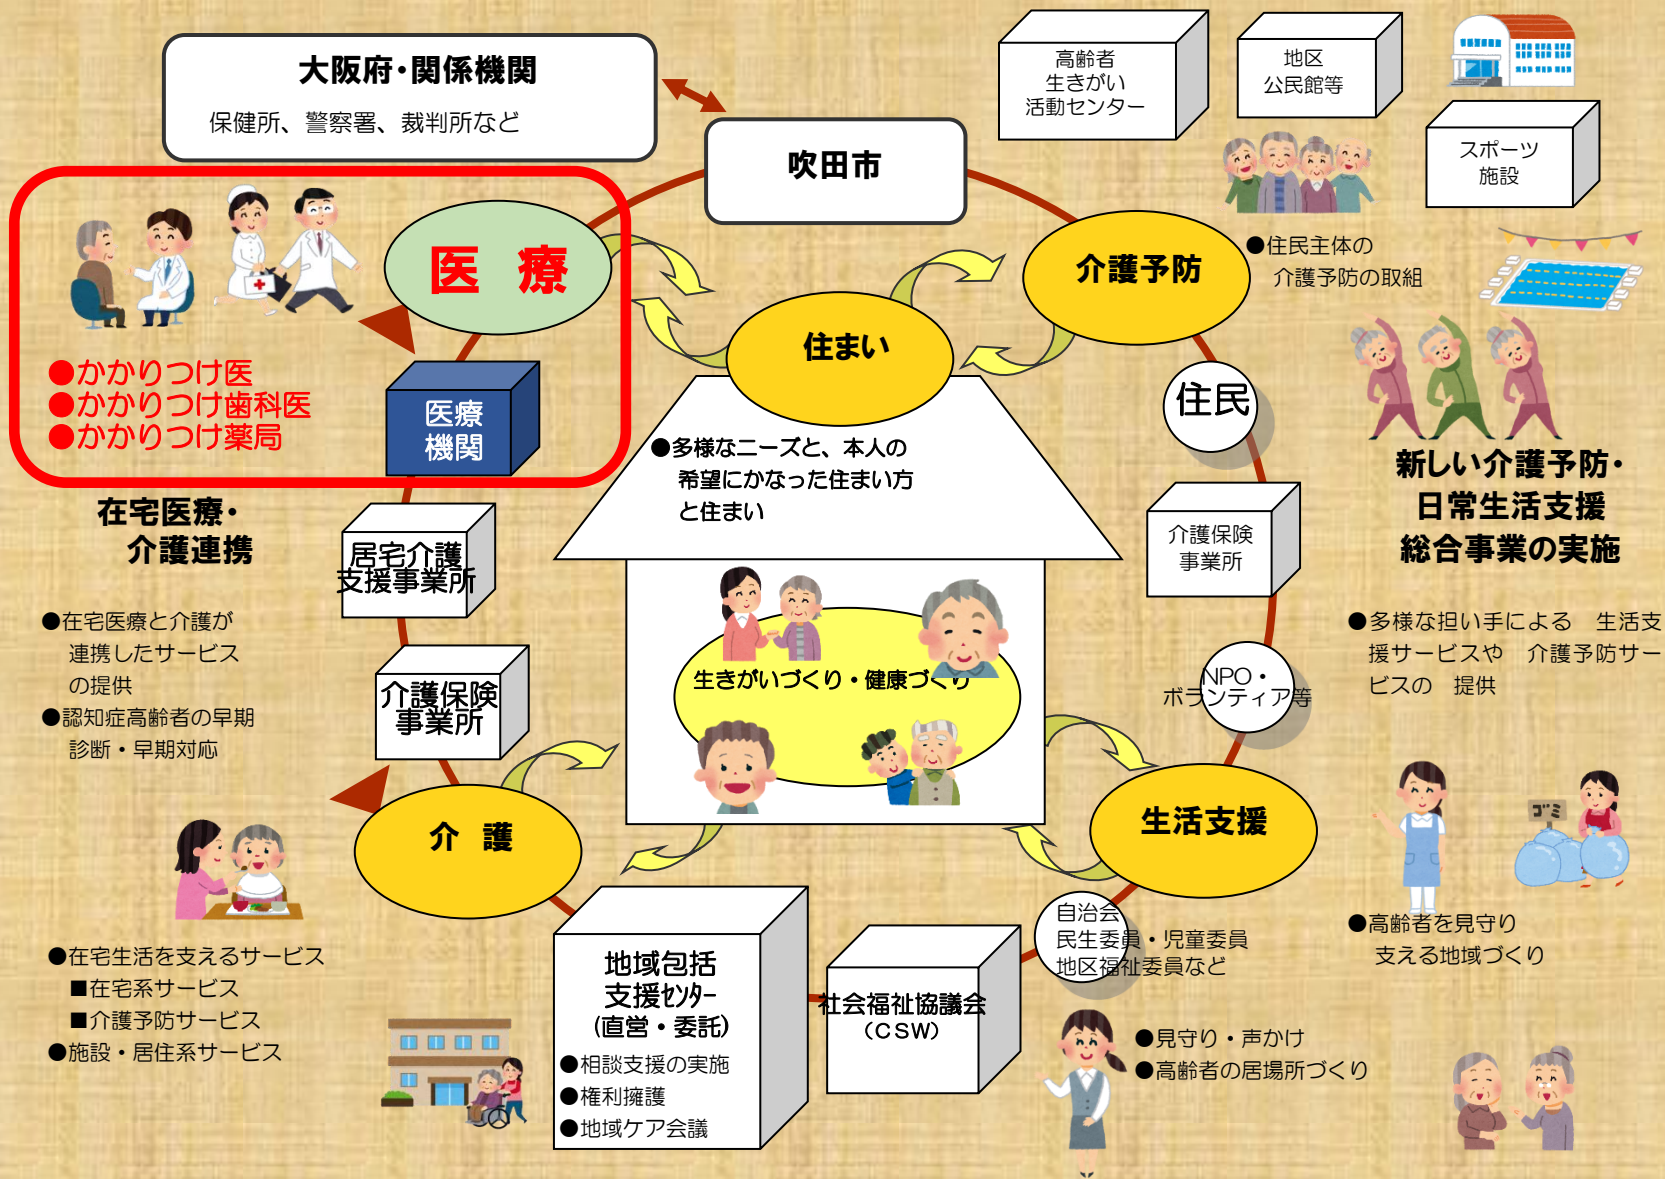 大阪府・関係機関
保健所、警察署、裁判所など
吹田市
高齢者
生きがい
活動センター
地区
公民館等
スポーツ
施設
医 療
●かかりつけ医
●かかりつけ歯科医
●かかりつけ薬局
医療
機関
介護予防
●住民主体の
介護予防の取組
住まい
●多様なニーズと、本人の
希望にかなった住まい方
と住まい
住民
在宅医療・
介護連携
●在宅医療と介護が
連携したサービス
の提供
●認知症高齢者の早期
診断・早期対応
居宅介護
支援事業所
介護保険
事業所
生きがいづくり・健康づくり
介護保険
事業所
新しい介護予防・
日常生活支援
総合事業の実施
●多様な担い手による 生活支
援サービスや 介護予防サー
ビスの 提供
NPO・
ボランティア等
介 護
生活支援
ゴミ
●在宅生活を支えるサービス
■在宅系サービス
■介護予防サービス
●施設・居住系サービス
地域包括
支援センター
(直営・委託)
●相談支援の実施
●権利擁護
●地域ケア会議
社会福祉協議会
(CSW)
自治会
民生委員・児童委員
地区福祉委員など
●高齢者を見守り
支える地域づくり
●見守り・声かけ
●高齢者の居場所づくり